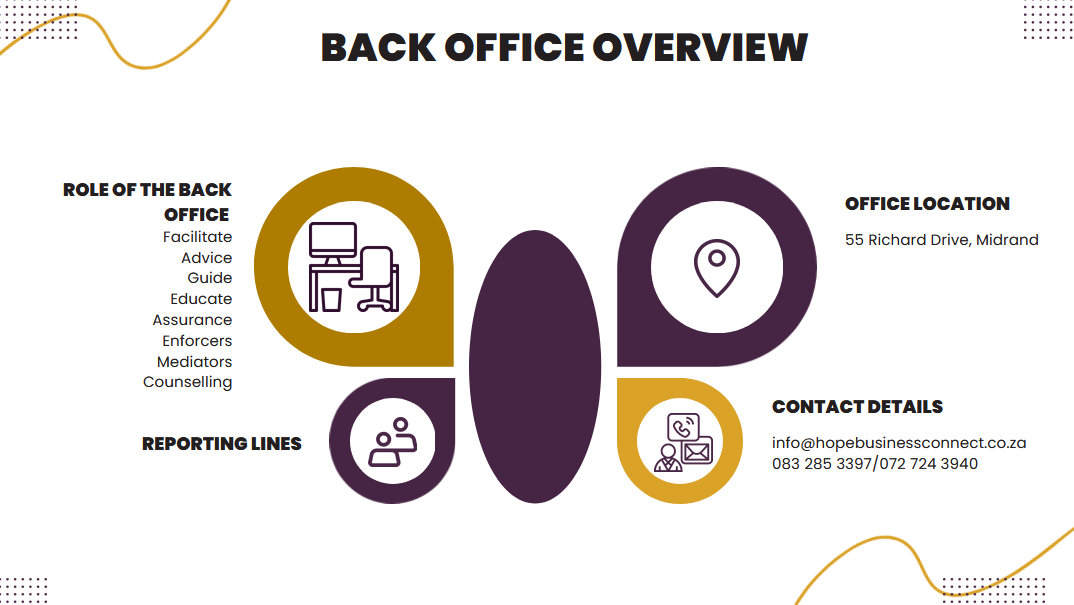 BACK OFFICE OVERVIEW
ROLE OF THE BACK
OFFICE
Facilitate
Advice
Guide
Educate
Assurance
Enforcers
Mediators
Counselling
REPORTING LINES
OFFICE LOCATION
55 Richard Drive, Midrand
CONTACT DETAILS
info@hopebusinessconnect.co.za
083 285 3397/072 724 3940